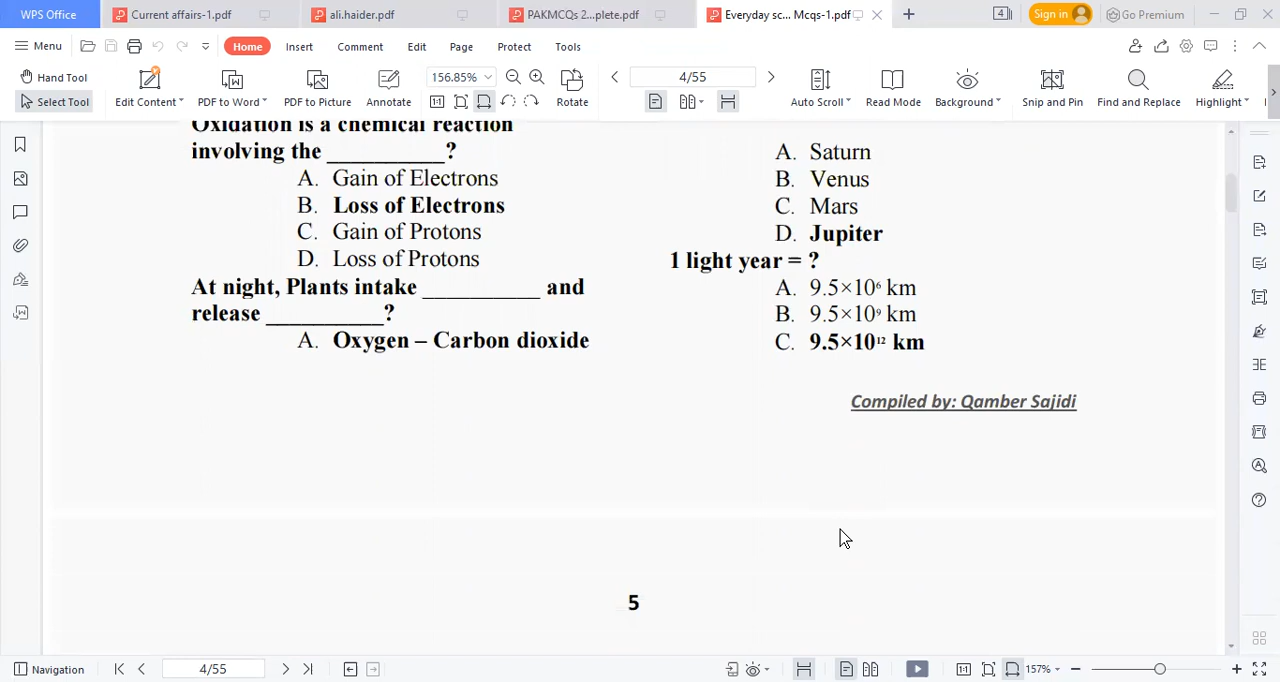 WPS Office
Current affairs-1.pdf
ali.haider.pdf
PAKMCQs 2...plete.pdf
Everyday sc... Mcqs-1.pdf
4
Sign in
Go Premium
Menu
Home
Insert
Comment
Edit
Page
Protect
Tools
Hand Tool
Select Tool
Edit Content
PDF to Word
PDF to Picture
Annotate
156.85%
Rotate
4/55
Auto Scroll
Read Mode
Background
Snip and Pin
Find and Replace
Highlight
Oxidation is a chemical reaction
involving the __________?
A. Gain of Electrons
B. Loss of Electrons
C. Gain of Protons
D. Loss of Protons
At night, Plants intake __________ and
release __________?
A. Oxygen – Carbon dioxide
A. Saturn
B. Venus
C. Mars
D. Jupiter
1 light year = ?
A. 9.5×10⁶ km
B. 9.5×10⁹ km
C. 9.5×10¹² km
Compiled by: Qamber Sajidi
5
Navigation
4/55
157%